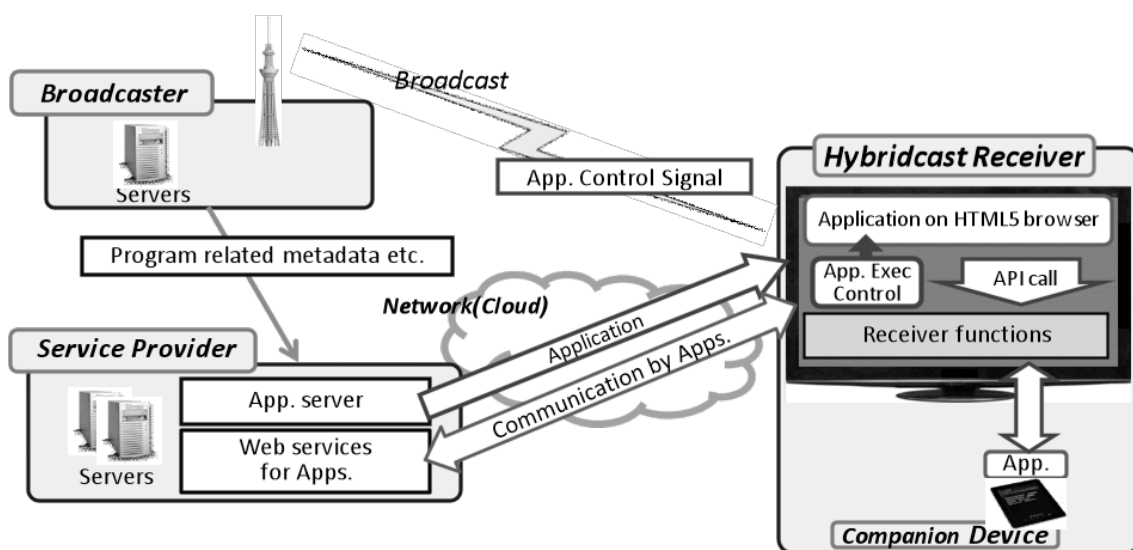 Broadcaster
Servers
Broadcast
App. Control Signal
Program related metadata etc.
Network(Cloud)
Application
Communication by Apps.
Service Provider
Servers
App. server
Web services
for Apps.
Hybridcast Receiver
Application on HTML5 browser
App. Exec
Control
API call
Receiver functions
App.
Companion Device